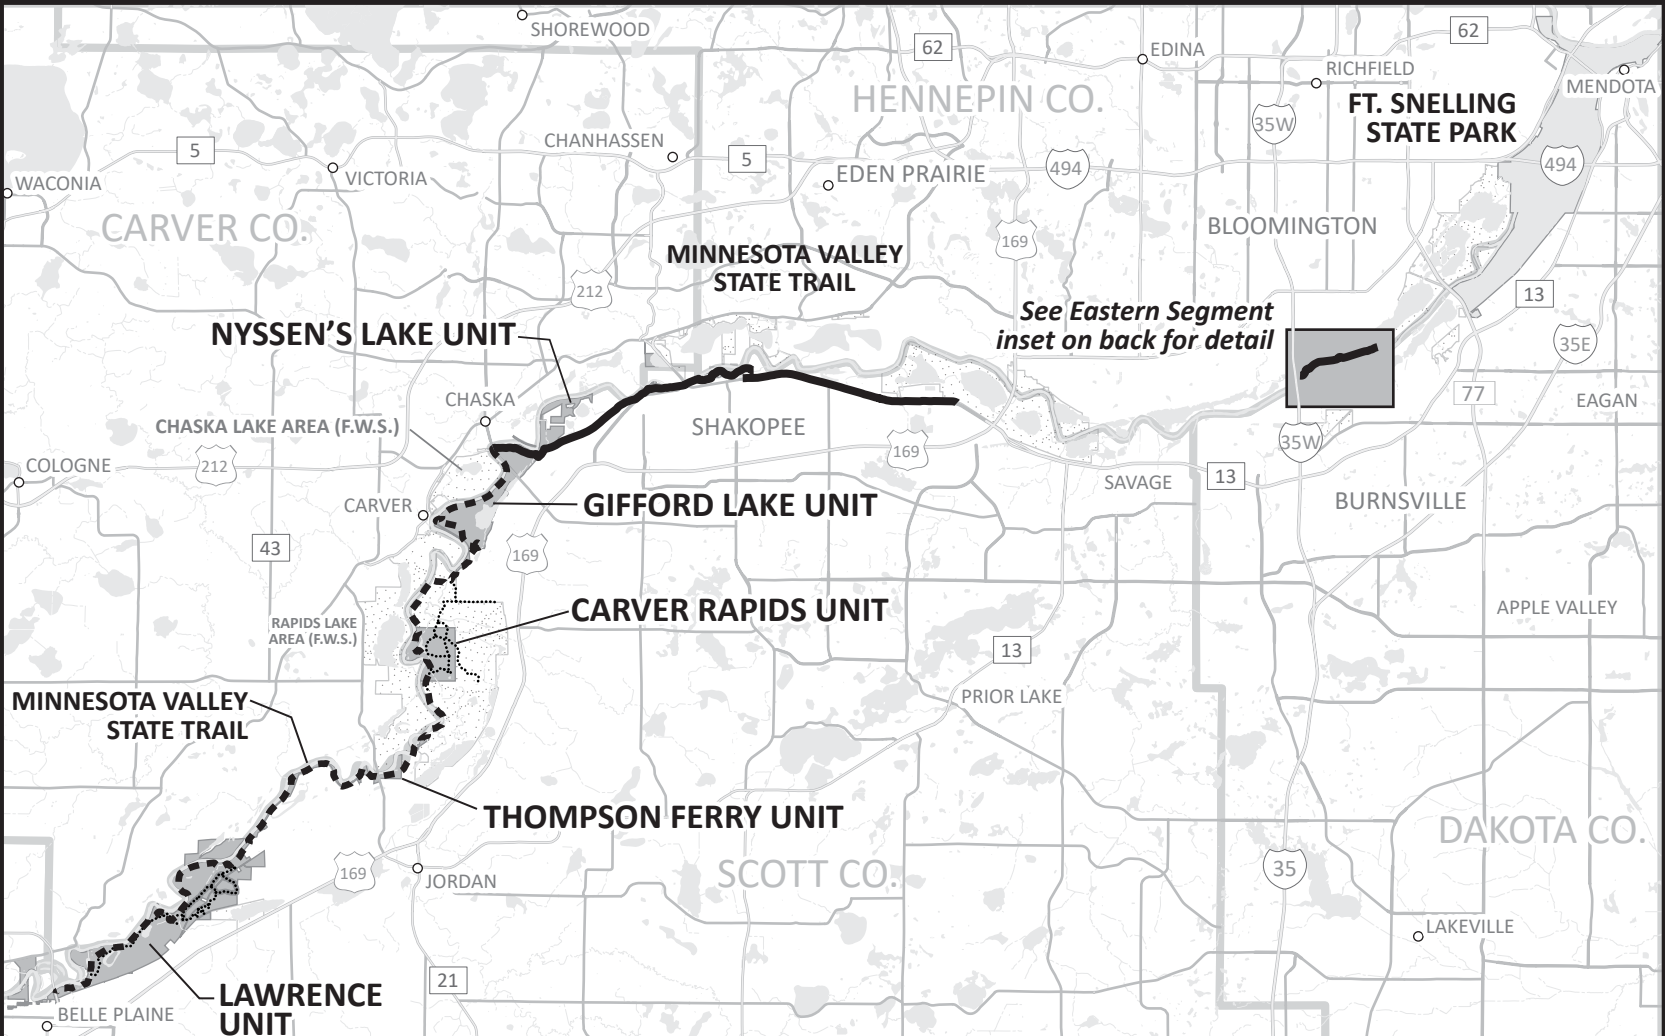 SHOREWOOD
62
EDINA
62
RICHFIELD
MENDOTA
HENNEPIN CO.
FT. SNELLING
STATE PARK
35W
5
CHANHASSEN
5
EDEN PRAIRIE
494
494
WACONIA
VICTORIA
CARVER CO.
169
BLOOMINGTON
MINNESOTA VALLEY
STATE TRAIL
212
13
See Eastern Segment
inset on back for detail
NYSSEN'S LAKE UNIT
35E
CHASKA
77
EAGAN
CHASKA LAKE AREA (F.W.S.)
SHAKOPEE
169
35W
COLOGNE
212
SAVAGE
13
CARVER
GIFFORD LAKE UNIT
BURNSVILLE
43
169
CARVER RAPIDS UNIT
APPLE VALLEY
RAPIDS LAKE
AREA (F.W.S.)
13
MINNESOTA VALLEY
STATE TRAIL
PRIOR LAKE
THOMPSON FERRY UNIT
DAKOTA CO.
169
JORDAN
SCOTT CO.
35
LAKEVILLE
21
LAWRENCE
UNIT
BELLE PLAINE